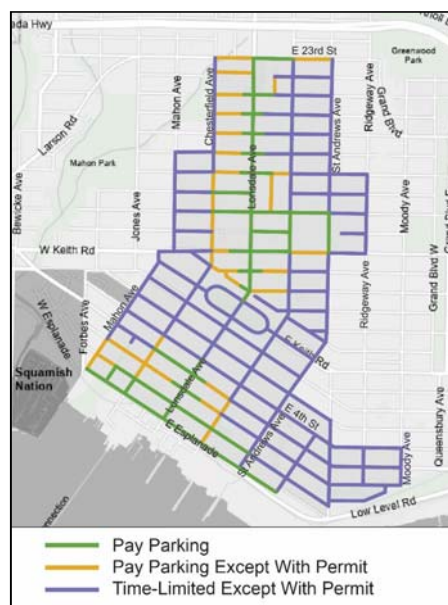 ada Hwy
E 23rd St
Greenwood
Park
Mahon Ave
Chesterfield Ave
Ridgeway Ave
Grand
Blvd
Larson Rd
St Andrews Ave
Lonsdale Ave
Mahon Park
Bewicke Ave
Jones Ave
Moody Ave
W Keith Rd
Grand Blvd W
Mahon Ave
Forbes Ave
W Esplanade
Ridgeway Ave
E Keith Rd
Squamish
Nation
Lonsdale Ave
E 4th St
E Esplanade
St Andrews Ave
Moody Ave
Queensbury Ave
Low Level Rd
Pay Parking
Pay Parking Except With Permit
Time-Limited Except With Permit